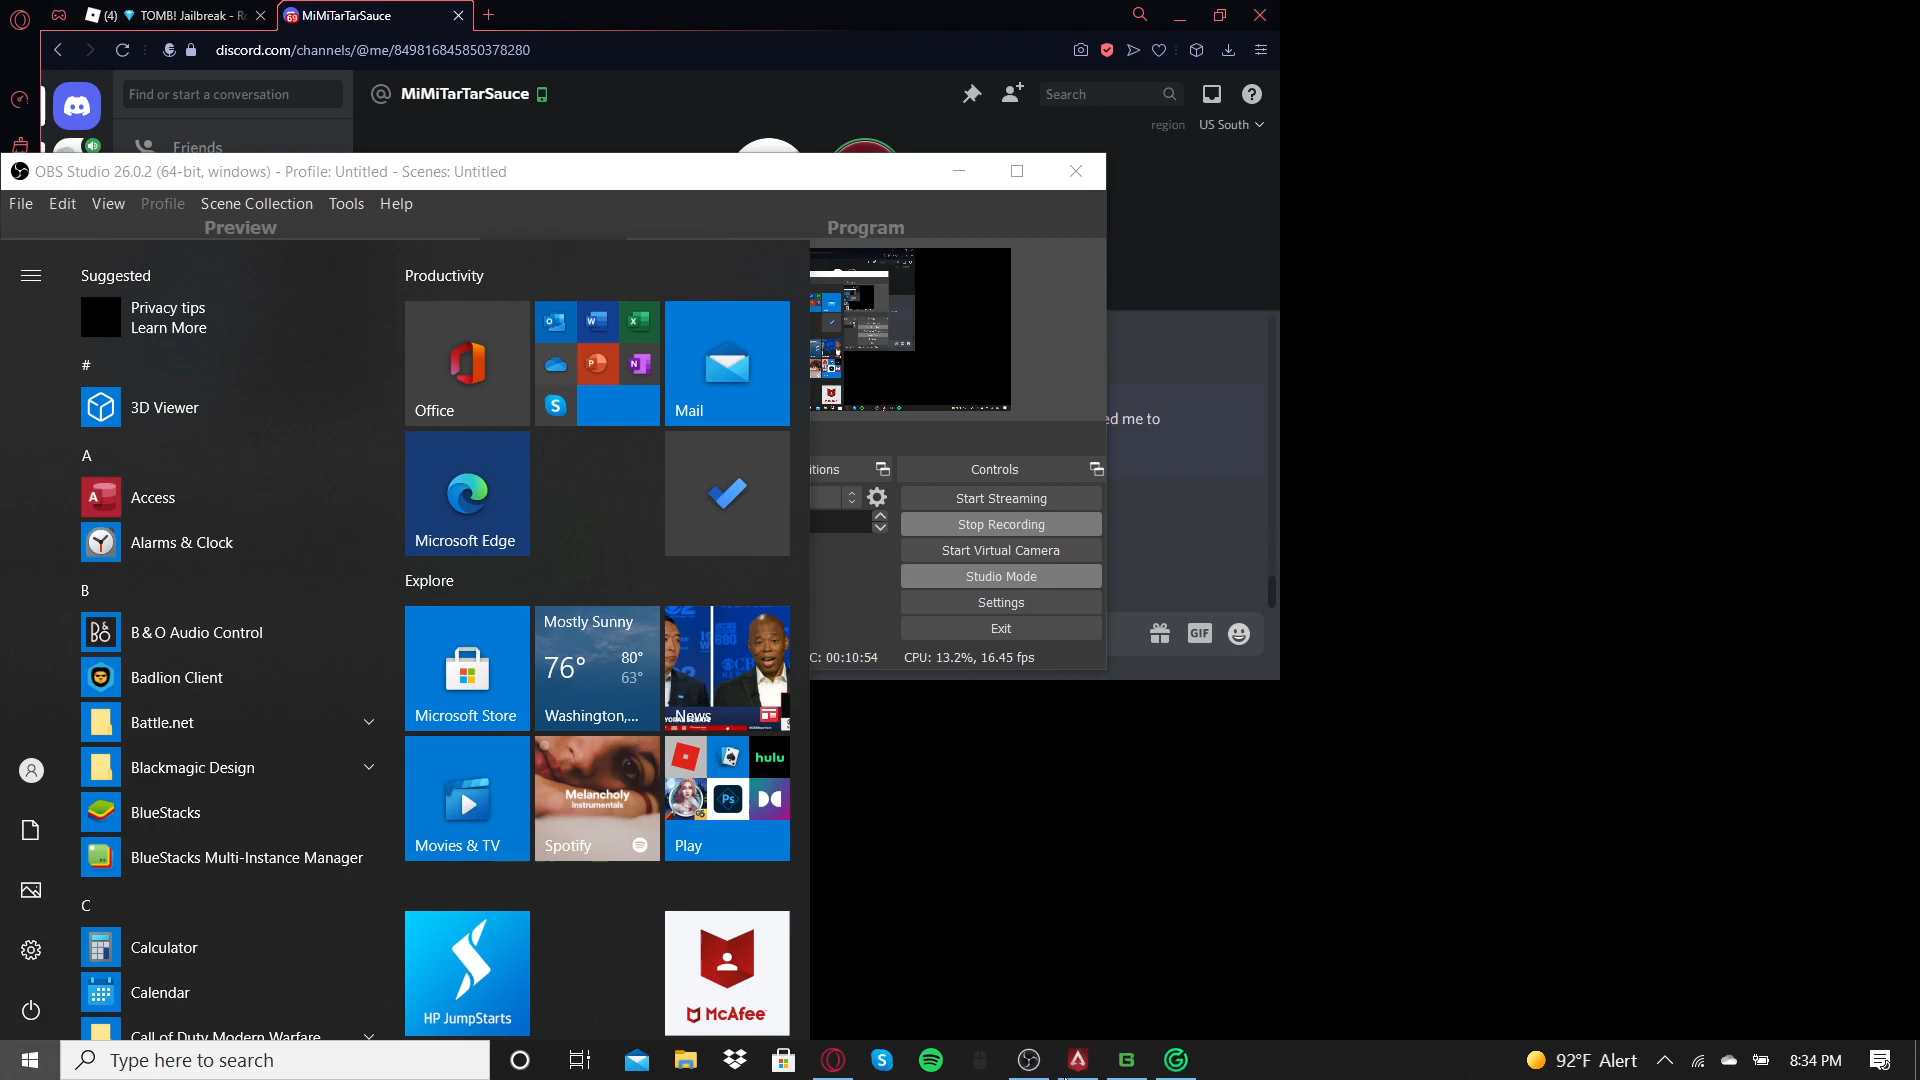 (4) 💎 TOMB! Jailbreak - Ro
MiMiTarTarSauce
discord.com/channels/@me/849816845850378280
Find or start a conversation
MiMiTarTarSauce
Search
region US South
Friends
OBS Studio 26.0.2 (64-bit, windows) - Profile: Untitled - Scenes: Untitled
File Edit View Profile Scene Collection Tools Help
Preview
Program
Suggested
Privacy tips
Learn More
#
3D Viewer
A
Access
Alarms & Clock
B
B&O Audio Control
Badlion Client
Battle.net
Blackmagic Design
BlueStacks
BlueStacks Multi-Instance Manager
C
Calculator
Calendar
Call of Duty Modern Warfare
Productivity
Office
Mail
Microsoft Edge
Explore
Microsoft Store
Mostly Sunny
76° 80°
63°
Washington,...
News
Movies & TV
Melancholy
Instrumentals
Spotify
hulu
Ps
Play
HP JumpStarts
McAfee
ed me to
itions
Controls
Start Streaming
Stop Recording
Start Virtual Camera
Studio Mode
Settings
Exit
C: 00:10:54
CPU: 13.2%, 16.45 fps
GIF
Type here to search
92°F Alert
8:34 PM